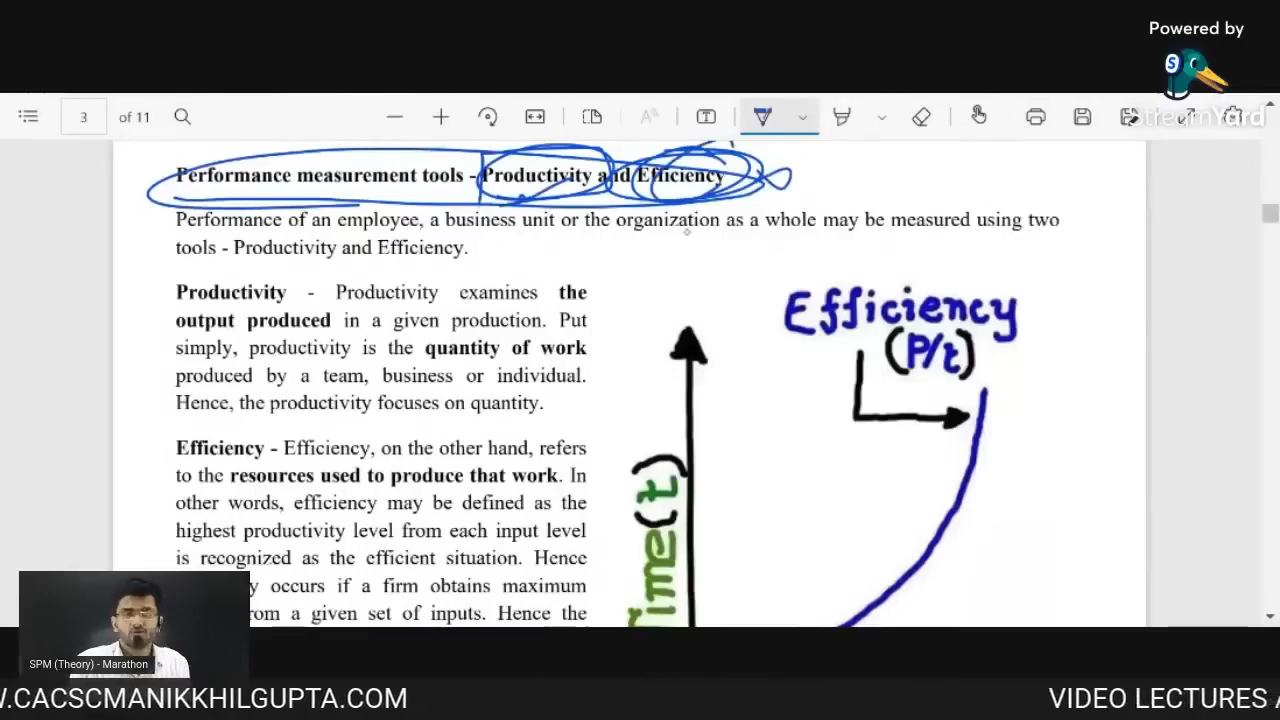 Powered by
S
StreamYard
3 of 11
Performance measurement tools - Productivity and Efficiency
Performance of an employee, a business unit or the organization as a whole may be measured using two
tools - Productivity and Efficiency.
Productivity - Productivity examines the
output produced in a given production. Put
simply, productivity is the quantity of work
produced by a team, business or individual.
Hence, the productivity focuses on quantity.
Efficiency - Efficiency, on the other hand, refers
to the resources used to produce that work. In
other words, efficiency may be defined as the
highest productivity level from each input level
is recognized as the efficient situation. Hence
occurs if a firm obtains maximum
from a given set of inputs. Hence the
Efficiency
(P/t)
Time(t)
SPM (Theory) - Marathon
W.CACSCMANIKKHILGUPTA.COM
VIDEO LECTURES